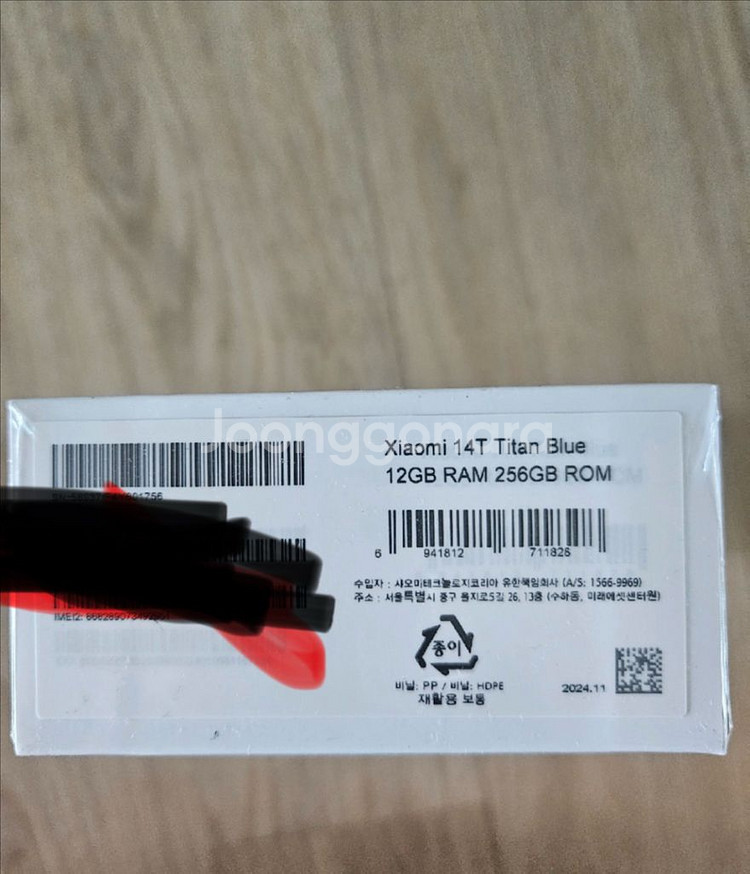 Joonggonara
Xiaomi 14T Titan Blue
12GB RAM 256GB ROM
6 941812 711826
수입자 : 샤오미테크놀로지코리아 유한책임회사 (A/S: 1566-9969)
주소 : 서울특별시 중구 을지로5길 26, 13층 (수하동, 미래에셋센터원)
종이
비닐: PP / 비닐: HDPE
재활용 보통
2024.11